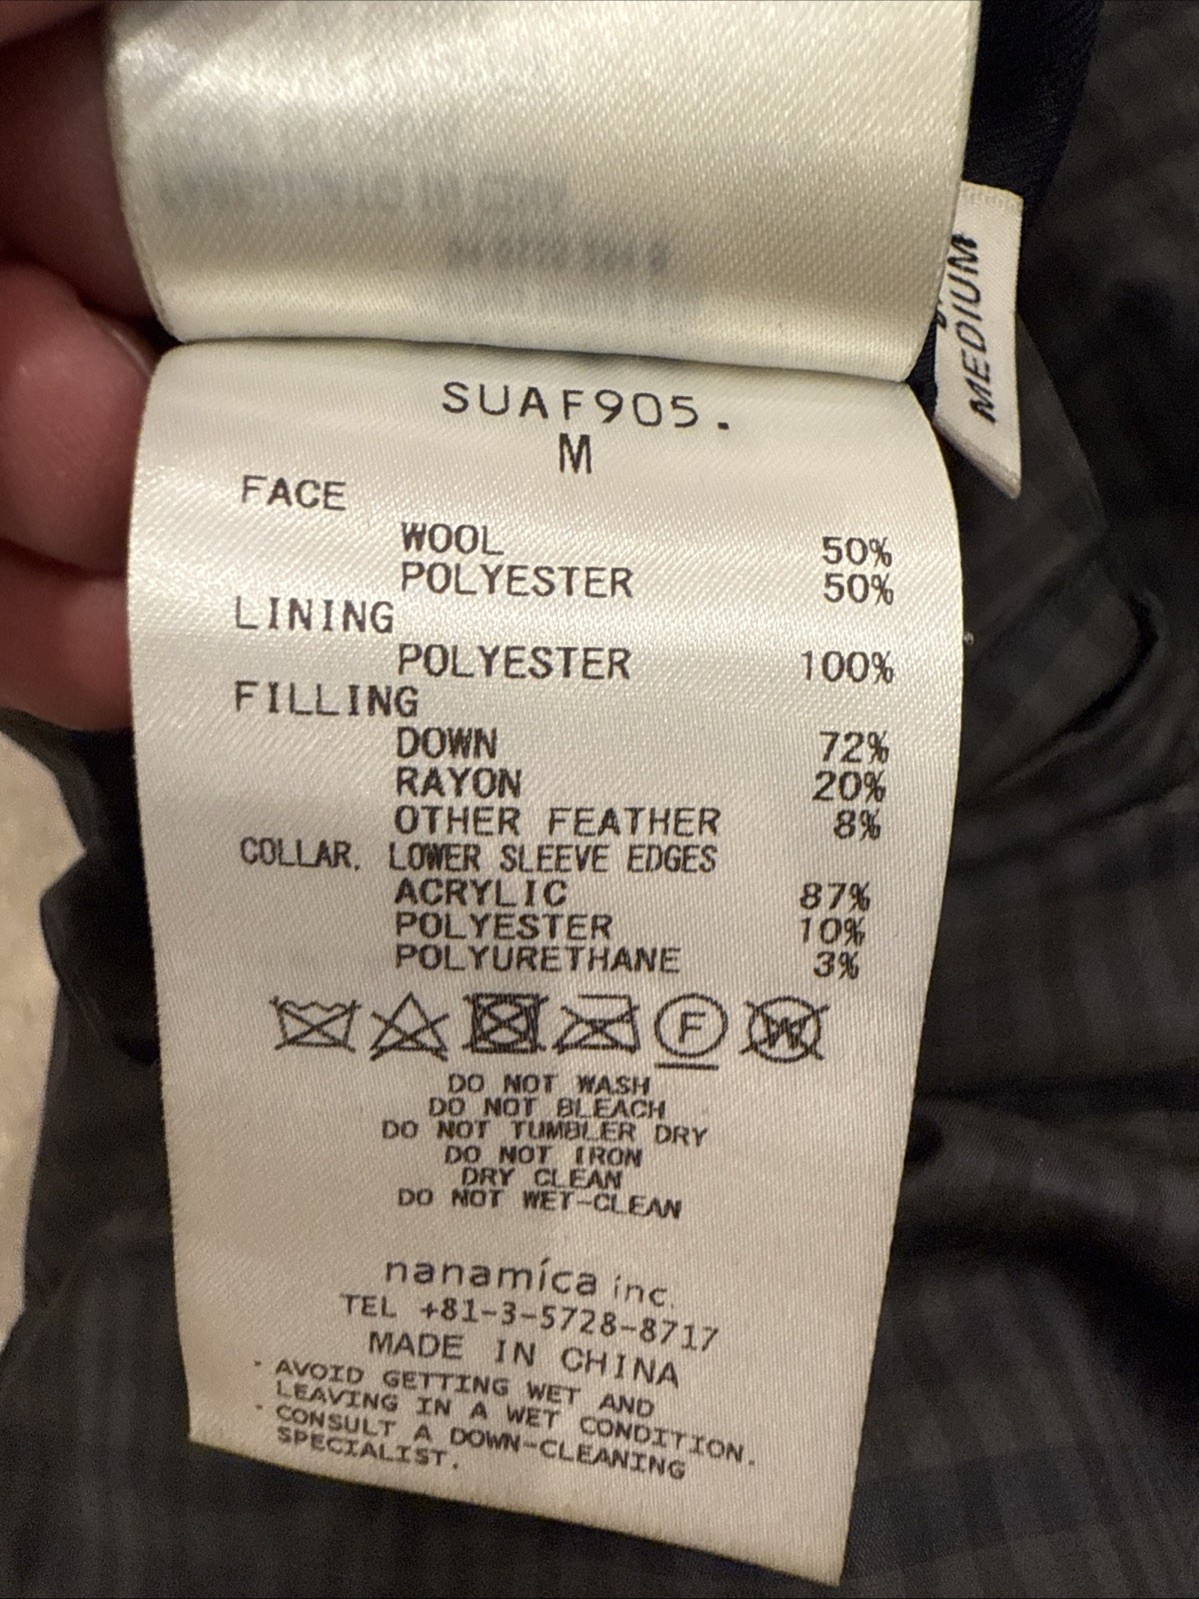 MEDIUM
SUAF905.
M
FACE
WOOL 50%
POLYESTER 50%
LINING
POLYESTER 100%
FILLING
DOWN 72%
RAYON 20%
OTHER FEATHER 8%
COLLAR. LOWER SLEEVE EDGES
ACRYLIC 87%
POLYESTER 10%
POLYURETHANE 3%
F W
DO NOT WASH
DO NOT BLEACH
DO NOT TUMBLER DRY
DO NOT IRON
DRY CLEAN
DO NOT WET-CLEAN
nanamíca inc.
TEL +81-3-5728-8717
MADE IN CHINA
· AVOID GETTING WET AND
LEAVING IN A WET CONDITION.
· CONSULT A DOWN-CLEANING
SPECIALIST.